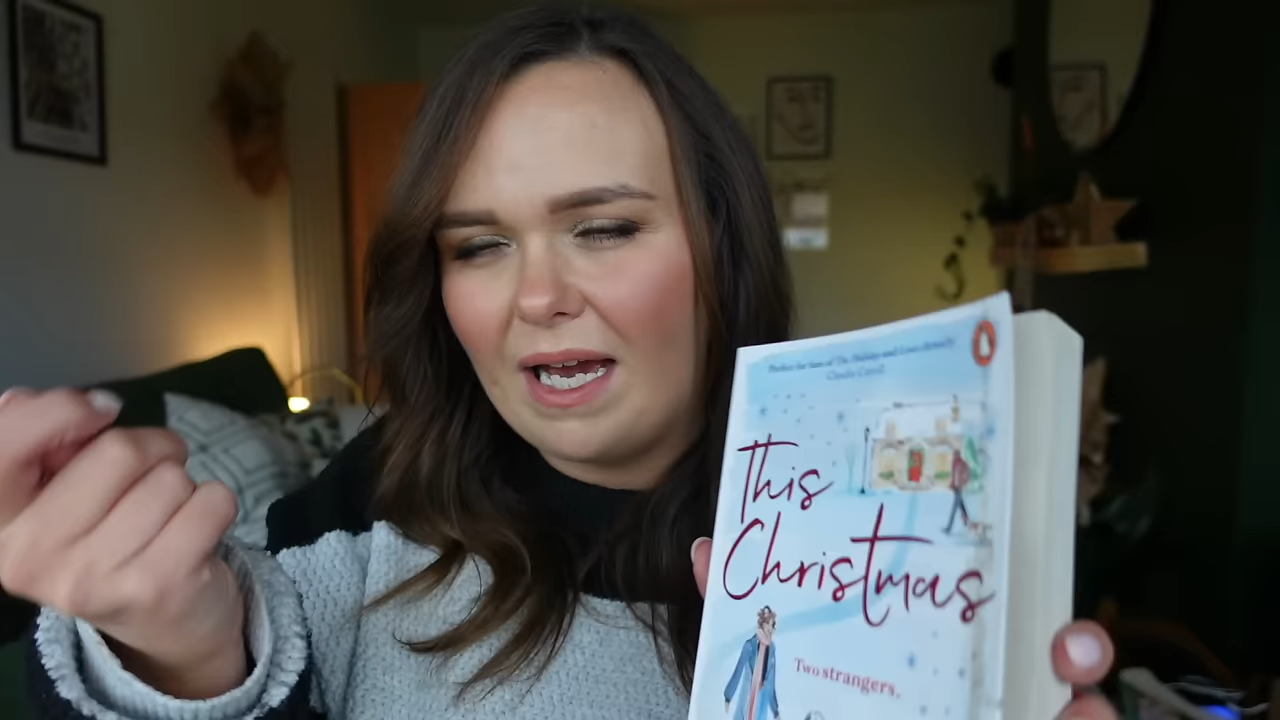 Perfect for fans of The Holiday and Love Actually
Claudia Carroll
This
Christmas
Two strangers.